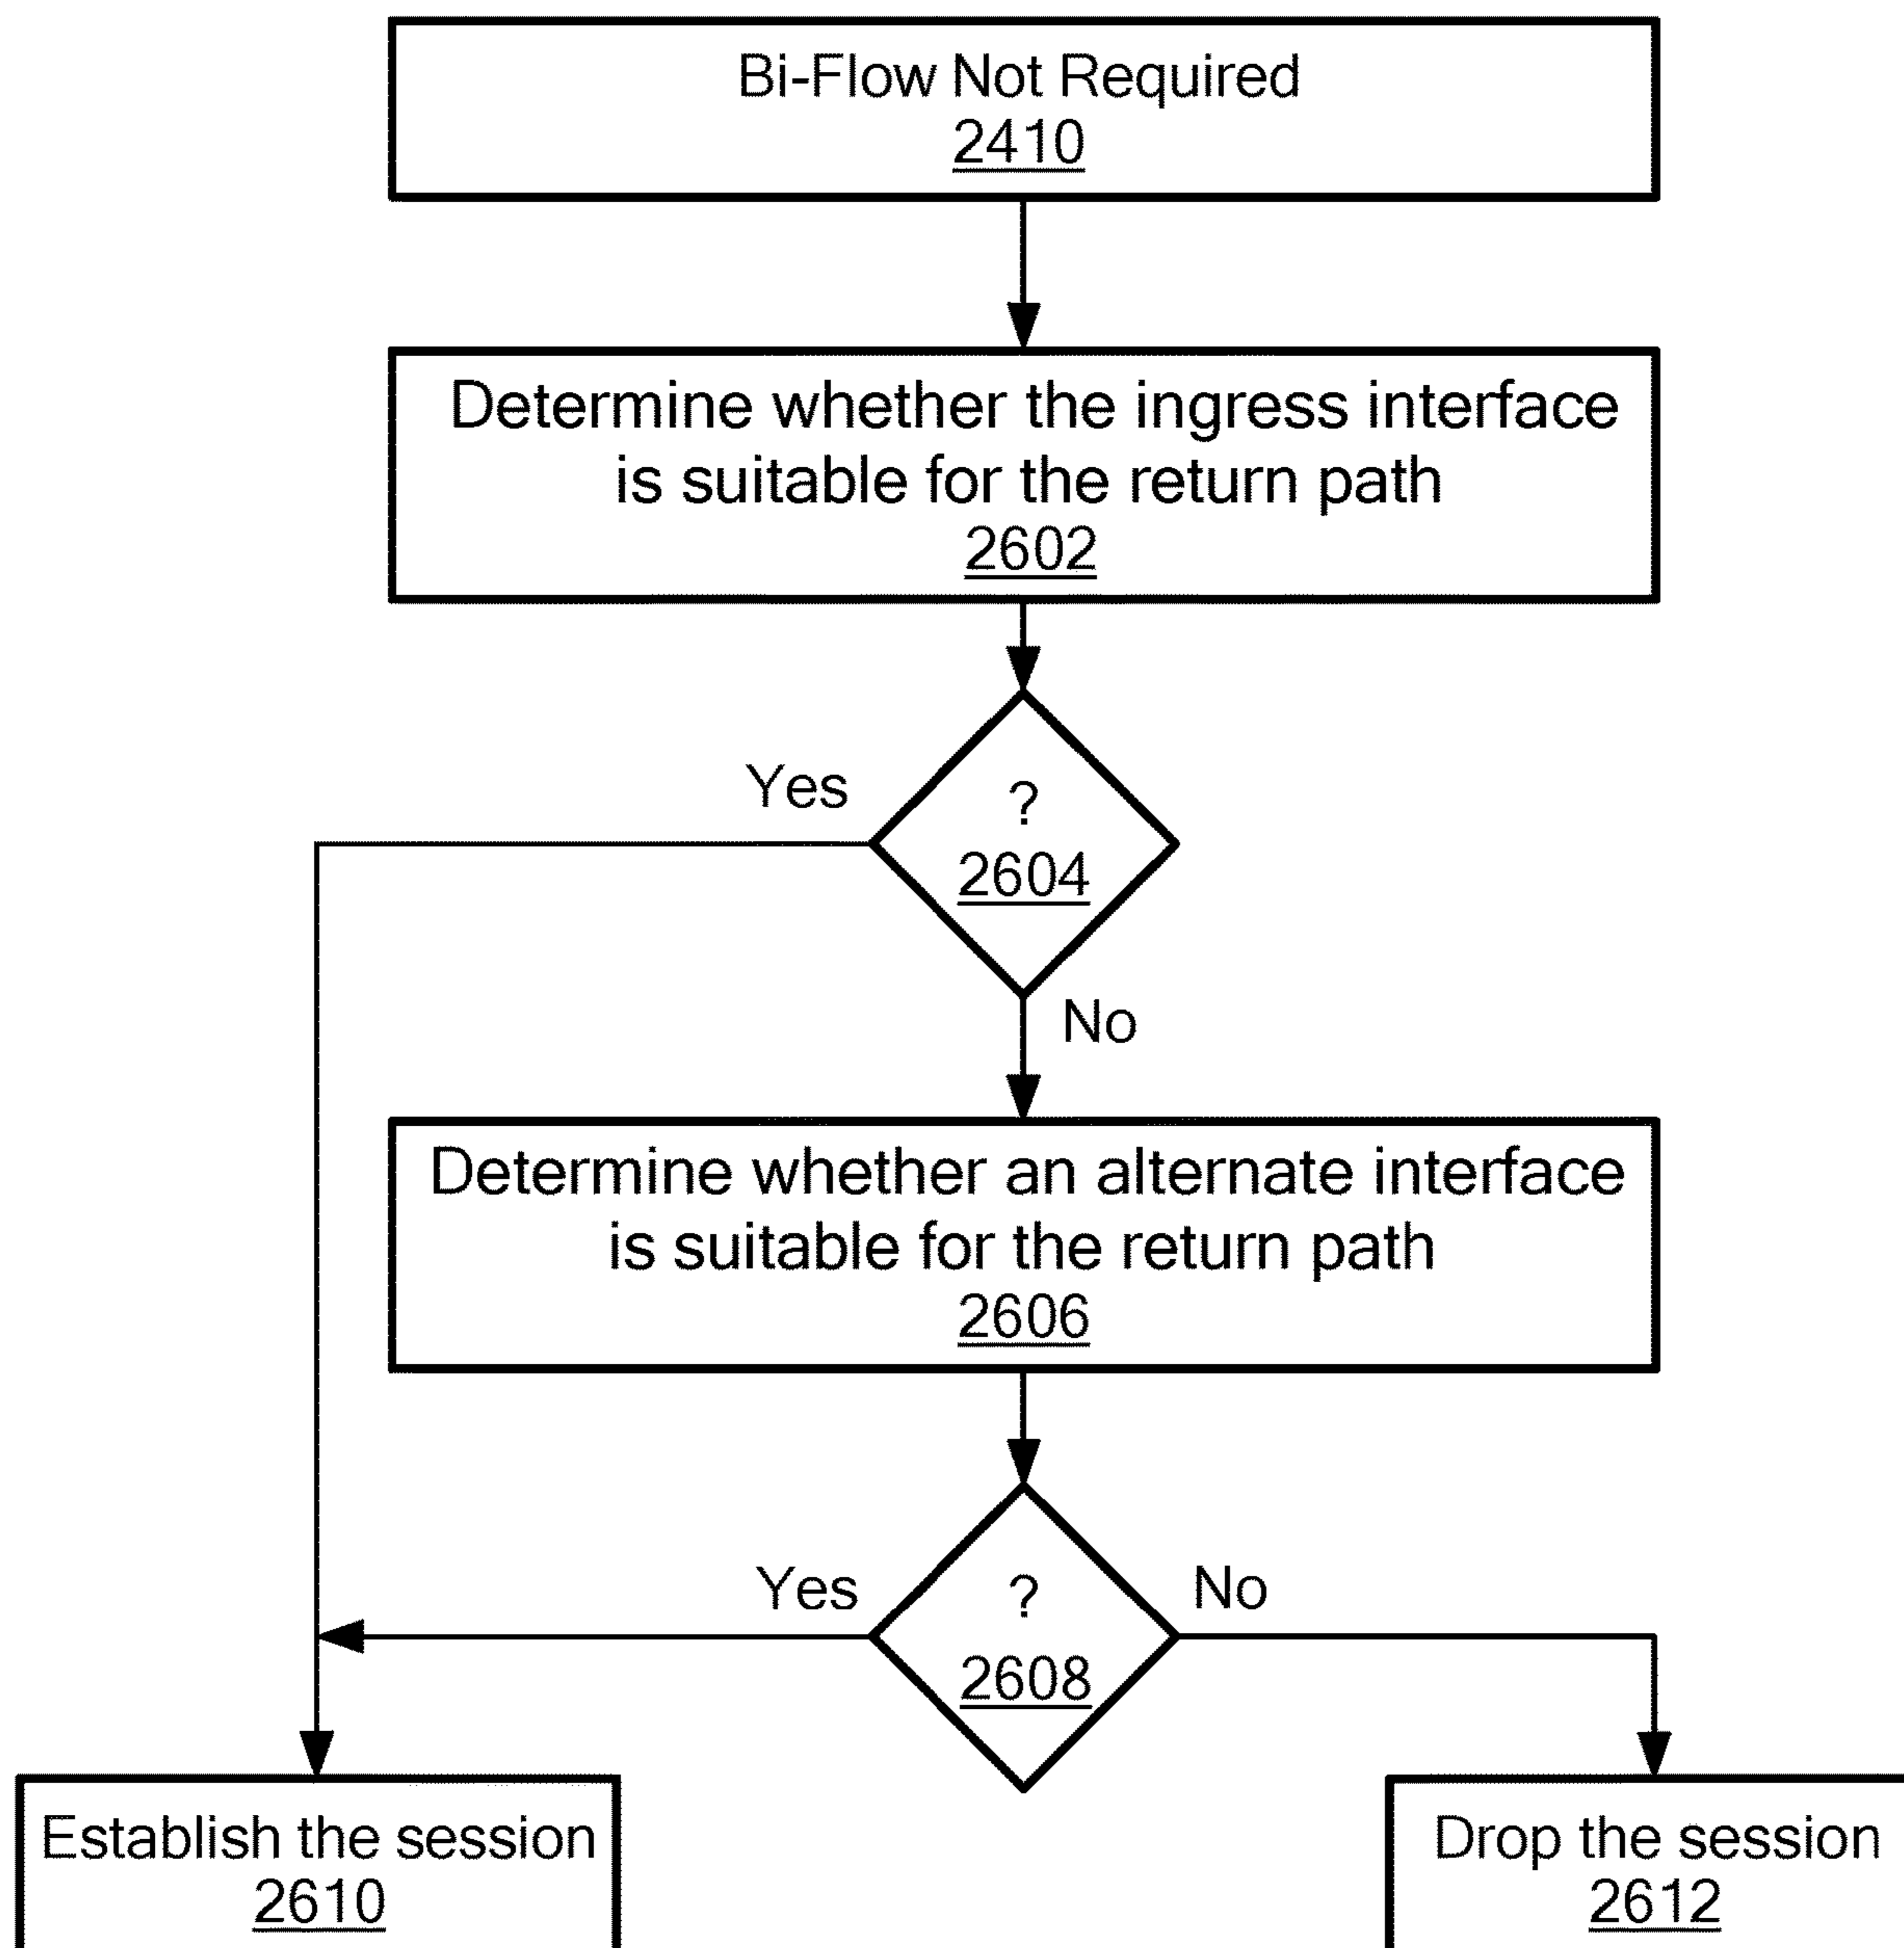 Bi-Flow Not Required
2410
Determine whether the ingress interface
is suitable for the return path
2602
Yes
?
2604
No
Determine whether an alternate interface
is suitable for the return path
2606
Yes
?
No
2608
Establish the session
2610
Drop the session
2612